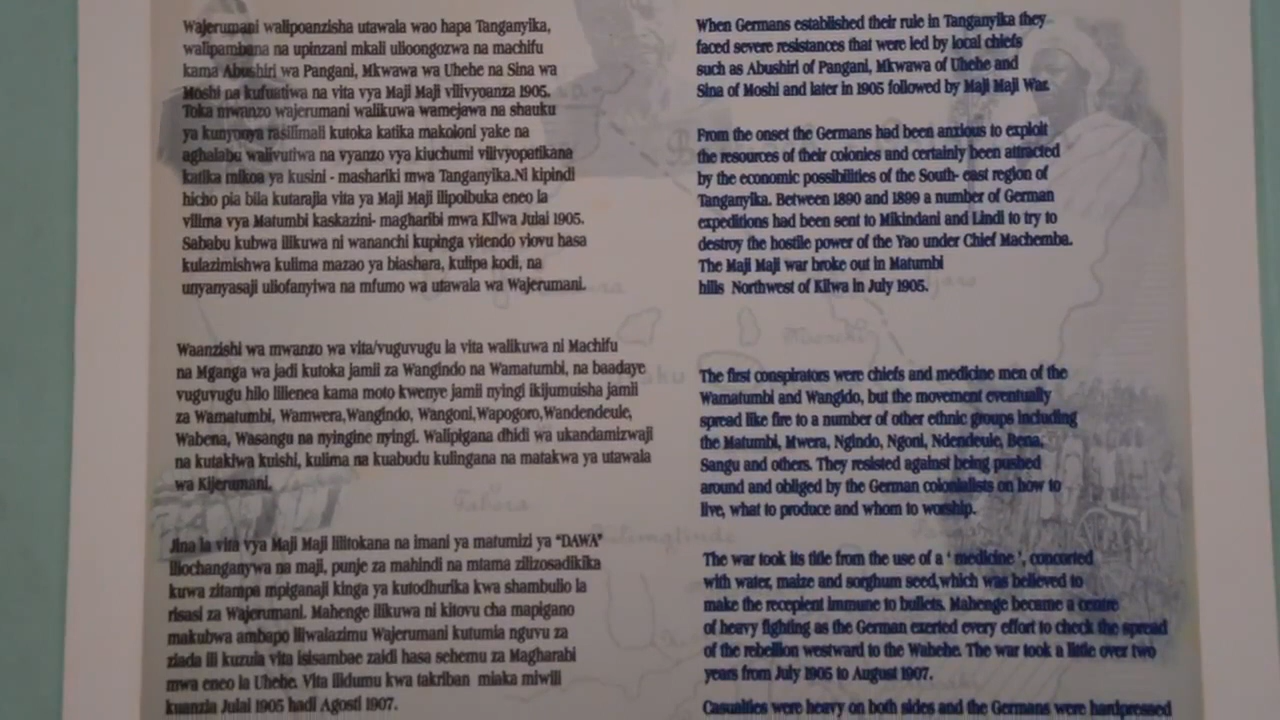 Wajerumani walipoanzisha utawala wao hapa Tanganyika,
walipambana na upinzani mkali ulioongozwa na machifu
kama Abushiri wa Pangani, Mkwawa wa Uhehe na Sina wa
Moshi pa kufuatiwa na vita vya Maji Maji vilivyoanza 1905.
Toka mwanzo wajerumani walikuwa wamejawa na shauku
ya kunyonya rasilimali kutoka katika makoloni yake na
aghalabu walivutiwa na vyanzo vya kiuchumi vilivyopatikana
katika mikoa ya kusini - mashariki mwa Tanganyika.Ni kipindi
hicho pia bila kutarajia vita ya Maji Maji ilipoibuka eneo la
vilima vya Matumbi kaskazini- magharibi mwa Kilwa Julai 1905.
Sababu kubwa ilikuwa ni wananchi kupinga vitendo viovu hasa
kulazimishwa kulima mazao ya biashara, kulipa kodi, na
unyanyasaji uliofanyiwa na mfumo wa utawala wa Wajerumani.
Waanzishi wa mwanzo wa vita/vuguvugu la vita walikuwa ni Machifu
na Mganga wa jadi kutoka jamii za Wangindo na Wamatumbi, na baadaye
vuguvugu hilo lilienea kama moto kwenye jamii nyingi ikijumuisha jamii
za Wamatumbi, Wamwera,Wangindo, Wangoni,Wapogoro,Wandendeule,
Wabena, Wasangu na nyingine nyingi. Walipigana dhidi wa ukandamizwaji
na kutakiwa kuishi, kulima na kuabudu kulingana na matakwa ya utawala
wa Kijerumani.
Jina la vita vya Maji Maji lilitokana na imani ya matumizi ya "DAWA"
iliochanganywa na maji, punje za mahindi na mtama zilizosadikika
kuwa zitampa mpiganaji kinga ya kutodhurika kwa shambulio la
risasi za Wajerumani. Mahenge ilikuwa ni kitovu cha mapigano
makubwa ambapo iliwalazimu Wajerumani kutumia nguvu za
ziada ili kuzuia vita isisambae zaidi hasa sehemu za Magharabi
mwa eneo la Uhehe. Vita ilidumu kwa takriban miaka miwili
kuanzia Julai 1905 hadi Agosti 1907.
When Germans established their rule in Tanganyika they
faced severe resistances that were led by local chiefs
such as Abushiri of Pangani, Mkwawa of Uhehe and
Sina of Moshi and later in 1905 followed by Maji Maji War.
From the onset the Germans had been anxious to exploit
the resources of their colonies and certainly been attracted
by the economic possibilities of the South- east region of
Tanganyika. Between 1890 and 1899 a number of German
expeditions had been sent to Mikindani and Lindi to try to
destroy the hostile power of the Yao under Chief Machemba.
The Maji Maji war broke out in Matumbi
hills Northwest of Kilwa in July 1905.
The first conspirators were chiefs and medicine men of the
Wamatumbi and Wangido, but the movement eventually
spread like fire to a number of other ethnic groups including
the Matumbi, Mwera, Ngindo, Ngoni, Ndendeule, Bena,
Sangu and others. They resisted against being pushed
around and obliged by the German colonialists on how to
live, what to produce and whom to worship.
The war took its title from the use of a ' medicine ', concorted
with water, maize and sorghum seed,which was believed to
make the recepient immune to bullets. Mahenge became a centre
of heavy fighting as the German exerted every effort to check the spread
of the rebellion westward to the Wahehe. The war took a little over two
years from July 1905 to August 1907.
Casualties were heavy on both sides and the Germans were hardpressed